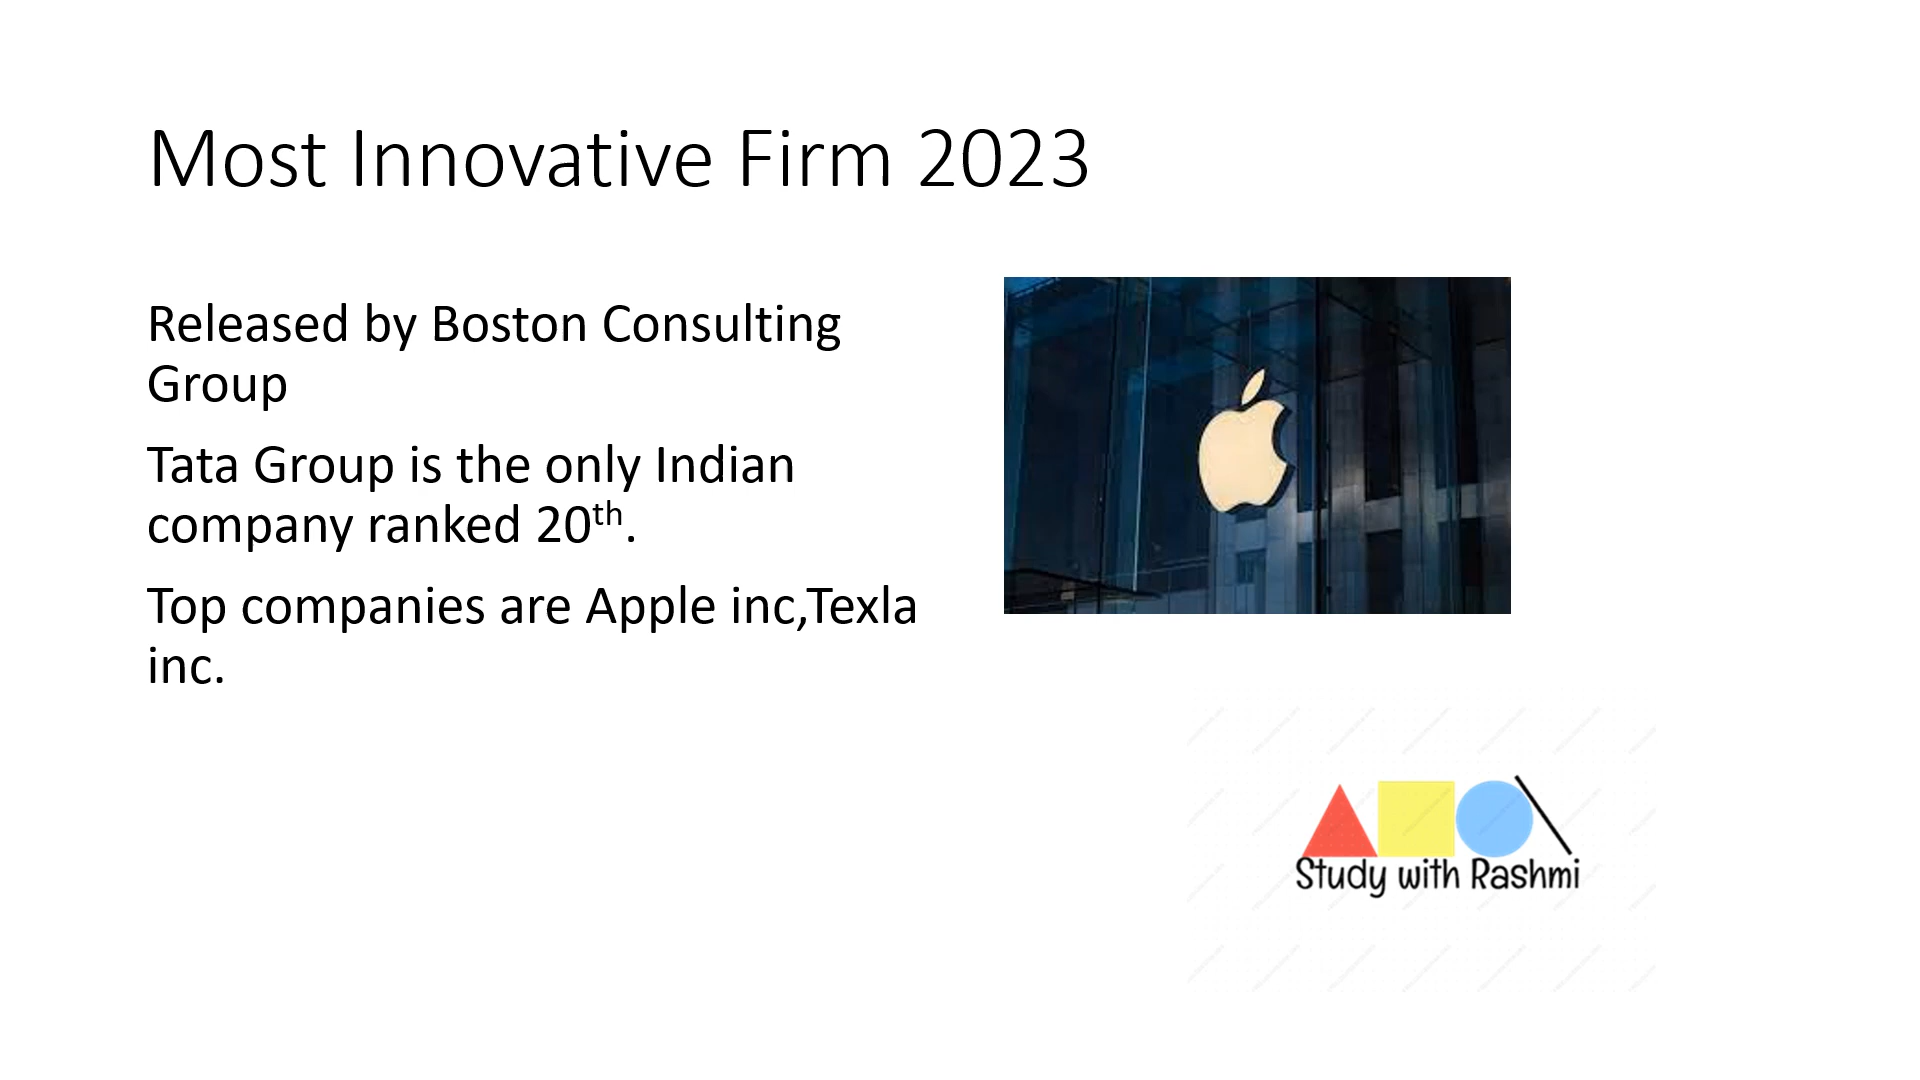 Most Innovative Firm 2023
Released by Boston Consulting
Group
Tata Group is the only Indian
company ranked 20th.
Top companies are Apple inc,Texla
inc.
Study with Rashmi